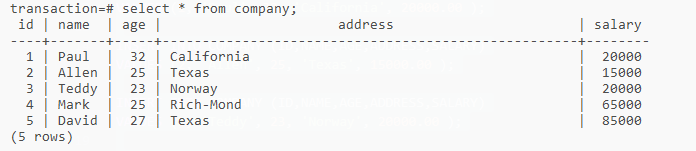 transaction=# select * from company;
 id | name  | age |                      address                       | salary
----+-------+-----+----------------------------------------------------+--------
  1 | Paul  |  32 | California                                         |  20000
  2 | Allen |  25 | Texas                                              |  15000
  3 | Teddy |  23 | Norway                                             |  20000
  4 | Mark  |  25 | Rich-Mond                                          |  65000
  5 | David |  27 | Texas                                              |  85000
(5 rows)